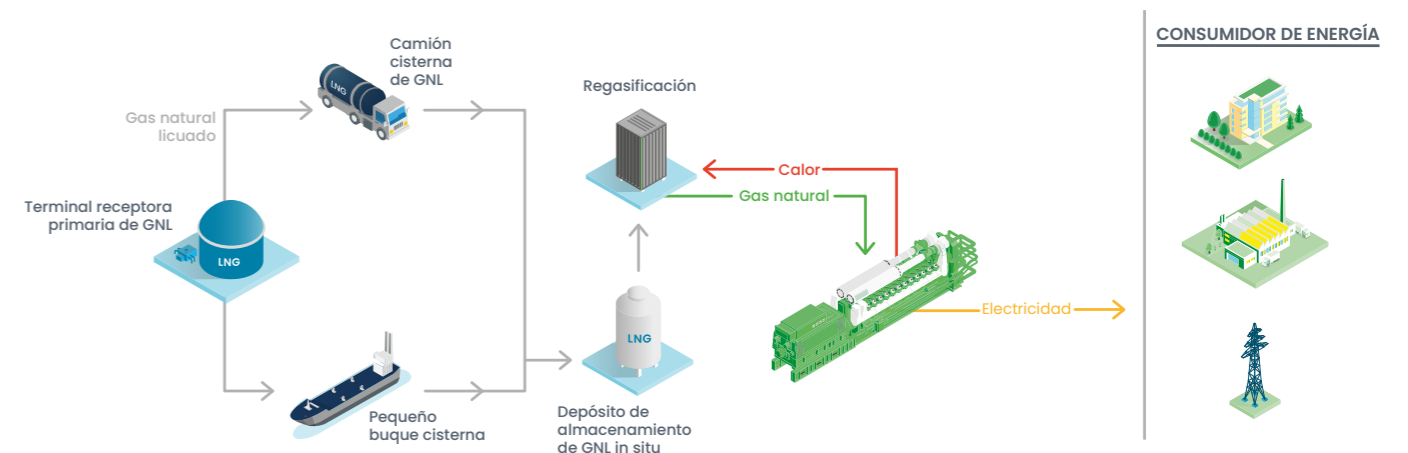 CONSUMIDOR DE ENERGÍA
Camión
cisterna
de GNL
LNG
Regasificación
Gas natural
licuado
Calor
Gas natural
Terminal receptora
primaria de GNL
LNG
Electricidad
LNG
Pequeño
buque cisterna
Depósito de
almacenamiento
de GNL in situ